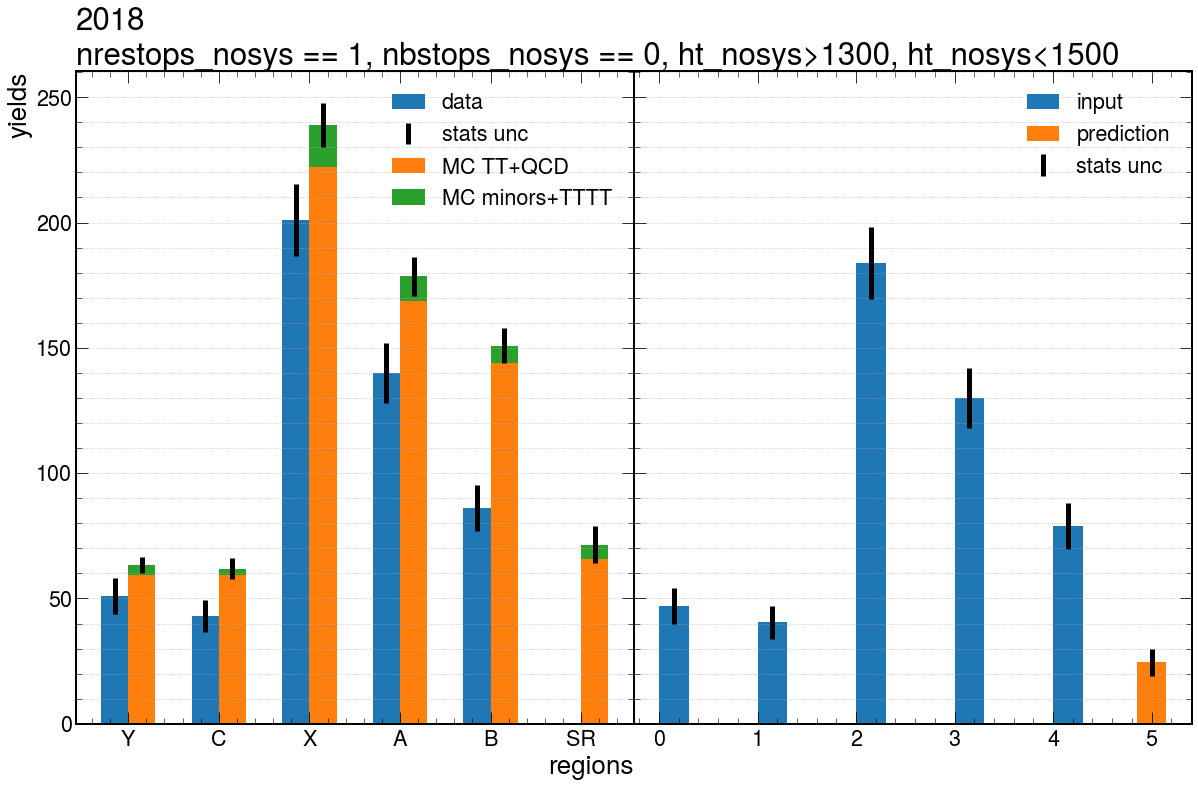 2018
nrestops_nosys == 1, nbstops_nosys == 0, ht_nosys>1300, ht_nosys<1500
yields
250
200
150
100
50
0
data
stats unc
MC TT+QCD
MC minors+TTTT
input
prediction
stats unc
Y C X A B SR
0 1 2 3 4 5
regions